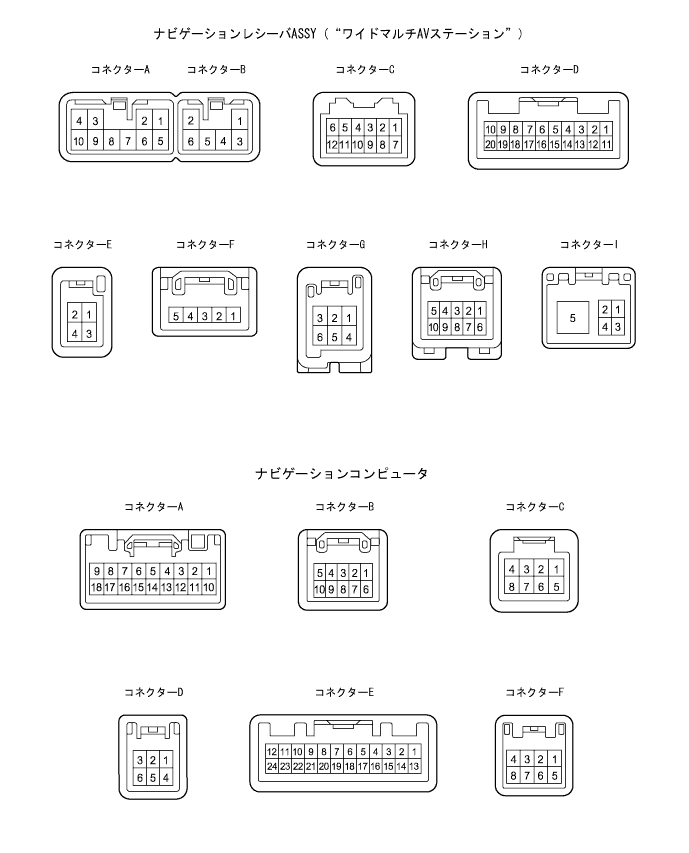 ナビゲーションレシーバASSY（“ワイドマルチAVステーション”）
コネクターA コネクターB コネクターC コネクターD
4 3 2 1 2 1 6 5 4 3 2 1 10 9 8 7 6 5 4 3 2 1
10 9 8 7 6 5 6 5 4 3 12 11 10 9 8 7 20 19 18 17 16 15 14 13 12 11
コネクターE コネクターF コネクターG コネクターH コネクターI
2 1 5 4 3 2 1 3 2 1 5 4 3 2 1 5 2 1
4 3 6 5 4 10 9 8 7 6 4 3
ナビゲーションコンピュータ
コネクターA コネクターB コネクターC
9 8 7 6 5 4 3 2 1 5 4 3 2 1 4 3 2 1
18 17 16 15 14 13 12 11 10 10 9 8 7 6 8 7 6 5
コネクターD コネクターE コネクターF
3 2 1 12 11 10 9 8 7 6 5 4 3 2 1 4 3 2 1
6 5 4 24 23 22 21 20 19 18 17 16 15 14 13 8 7 6 5